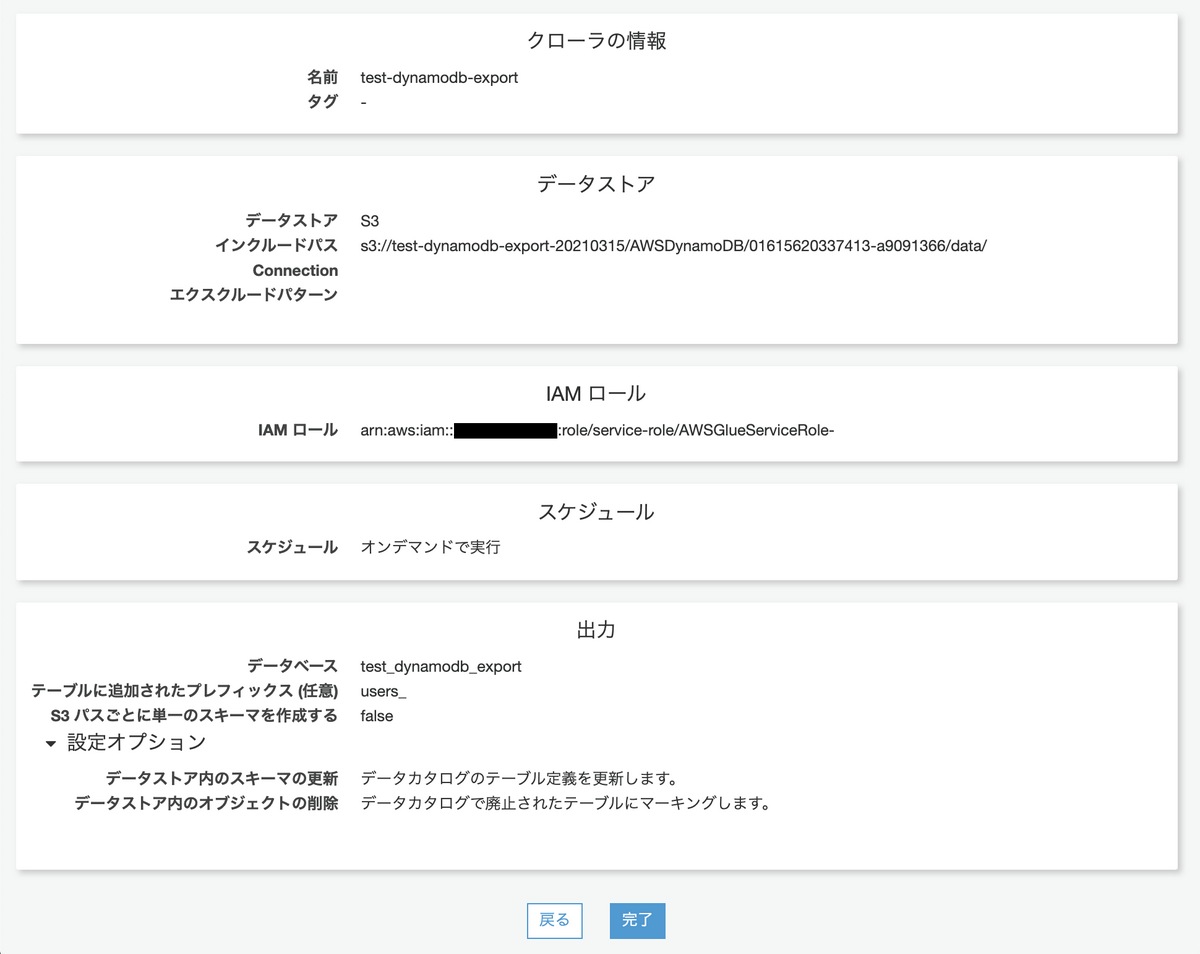 クローラの情報
名前 test-dynamodb-export
タグ -
データストア
データストア S3
インクルードパス s3://test-dynamodb-export-20210315/AWSDynamoDB/01615620337413-a9091366/data/
Connection
エクスクルードパターン
IAM ロール
IAM ロール arn:aws:iam:: :role/service-role/AWSGlueServiceRole-
スケジュール
スケジュール オンデマンドで実行
出力
データベース test_dynamodb_export
テーブルに追加されたプレフィックス (任意) users_
S3 パスごとに単一のスキーマを作成する false
設定オプション
データストア内のスキーマの更新 データカタログのテーブル定義を更新します。
データストア内のオブジェクトの削除 データカタログで廃止されたテーブルにマーキングします。
戻る 完了